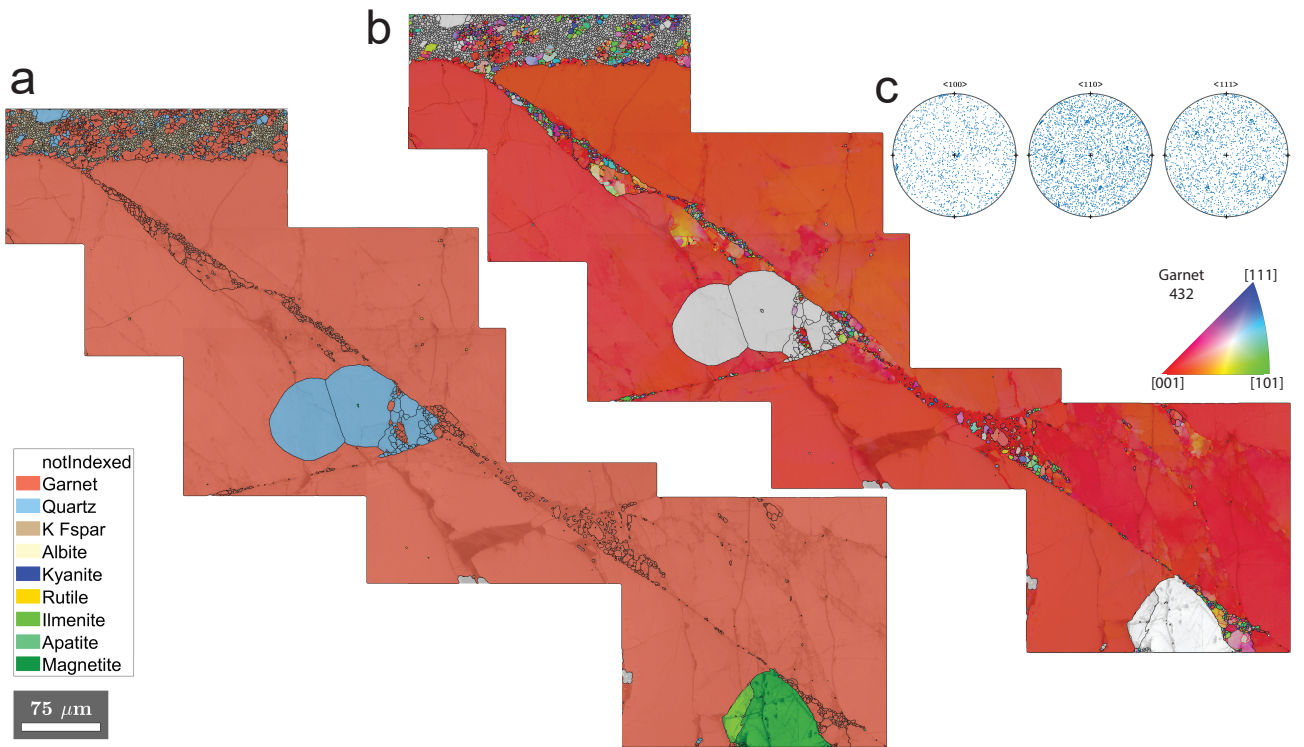 a
b
c
<100>
<110>
<111>
Garnet
432
[111]
[001]
[101]
notIndexed
Garnet
Quartz
K Fspar
Albite
Kyanite
Rutile
Ilmenite
Apatite
Magnetite
75 μm